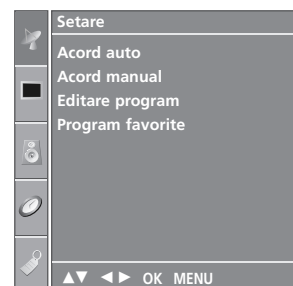 Setare
Acord auto
Acord manual
Editare program
Program favorite
▲▼ ◄► OK MENU